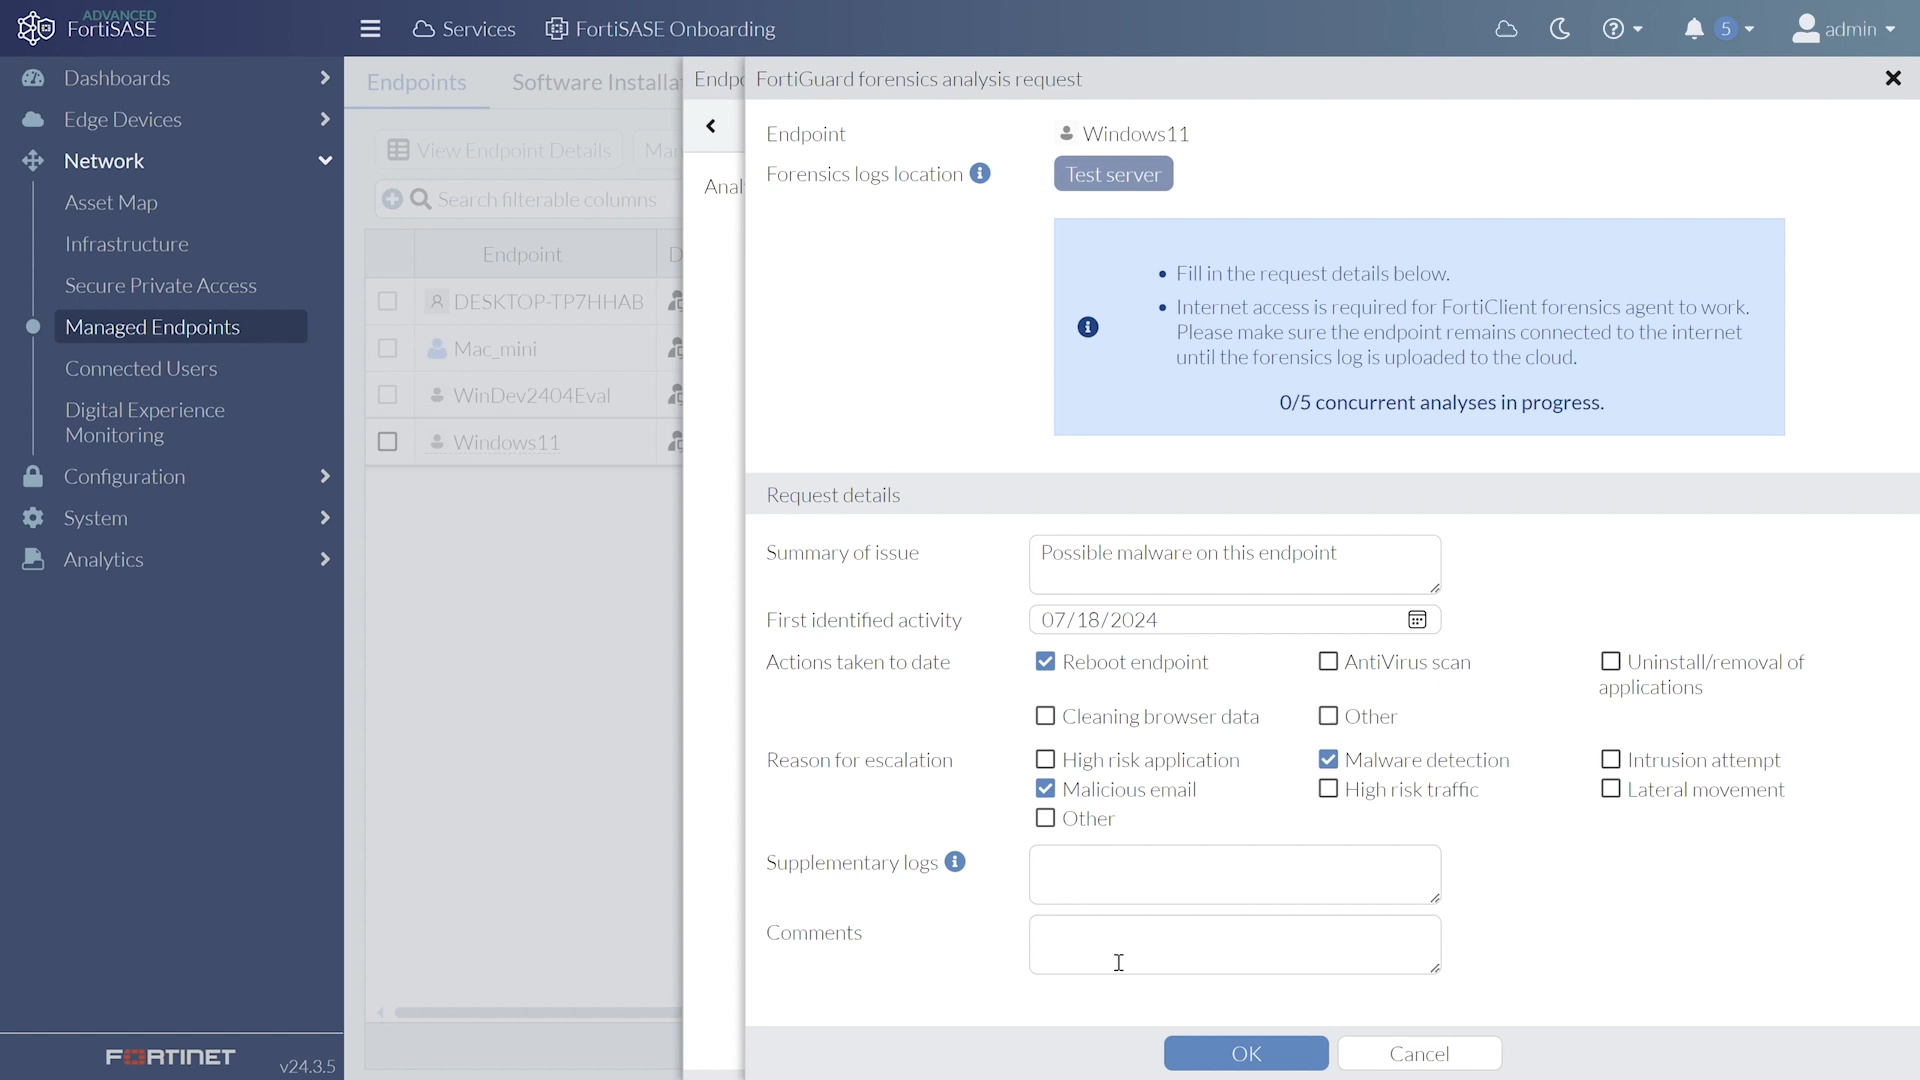 ADVANCED
FortiSASE
Services
FortiSASE Onboarding
5
admin
Dashboards
Edge Devices
Network
Asset Map
Infrastructure
Secure Private Access
Managed Endpoints
Connected Users
Digital Experience
Monitoring
Configuration
System
Analytics
FORTINET
v24.3.5
Endpoints
Software Installa
View Endpoint Details
Man
Search filterable columns
Endpoint
D
DESKTOP-TP7HHAB
Mac_mini
WinDev2404Eval
Windows11
Endpo
Anal
FortiGuard forensics analysis request
Endpoint
Windows11
Forensics logs location
Test server
• Fill in the request details below.
• Internet access is required for FortiClient forensics agent to work.
Please make sure the endpoint remains connected to the internet
until the forensics log is uploaded to the cloud.
0/5 concurrent analyses in progress.
Request details
Summary of issue
Possible malware on this endpoint
First identified activity
07/18/2024
Actions taken to date
Reboot endpoint
AntiVirus scan
Uninstall/removal of
applications
Cleaning browser data
Other
Reason for escalation
High risk application
Malware detection
Intrusion attempt
Malicious email
High risk traffic
Lateral movement
Other
Supplementary logs
Comments
OK
Cancel